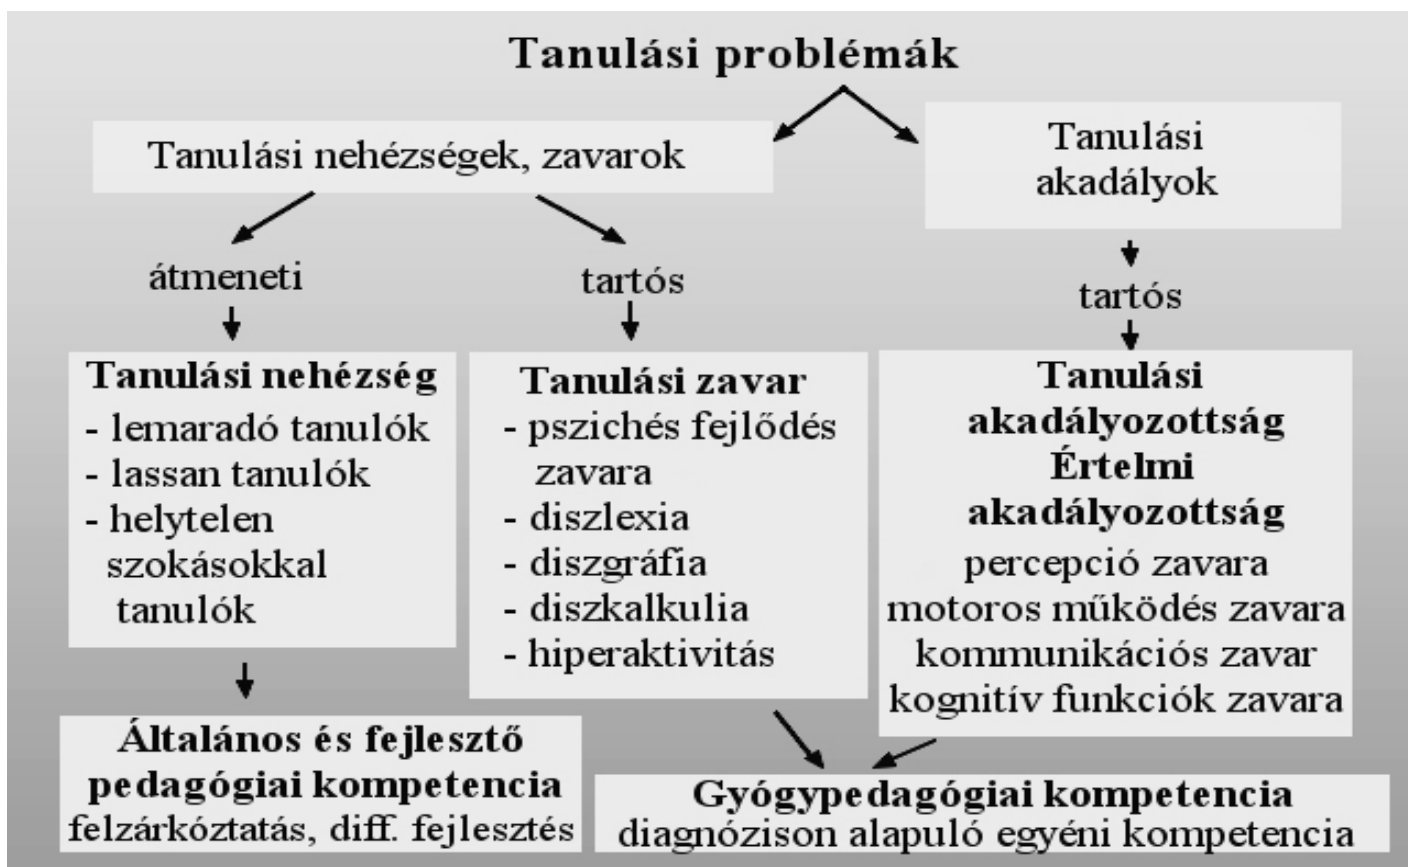 Tanulási problémák
Tanulási nehézségek, zavarok
Tanulási
akadályok
átmeneti
tartós
tartós
Tanulási nehézség
- lemaradó tanulók
- lassan tanulók
- helytelen
szokásokkal
tanulók
Tanulási zavar
- pszichés fejlődés
zavara
- diszlexia
- diszgráfia
- diszkalkulia
- hiperaktivitás
Tanulási
akadályozottság
Értelmi
akadályozottság
percepció zavara
motoros működés zavara
kommunikációs zavar
kognitív funkciók zavara
Általános és fejlesztő
pedagógiai kompetencia
felzárkóztatás, diff. fejlesztés
Gyógypedagógiai kompetencia
diagnózison alapuló egyéni kompetencia